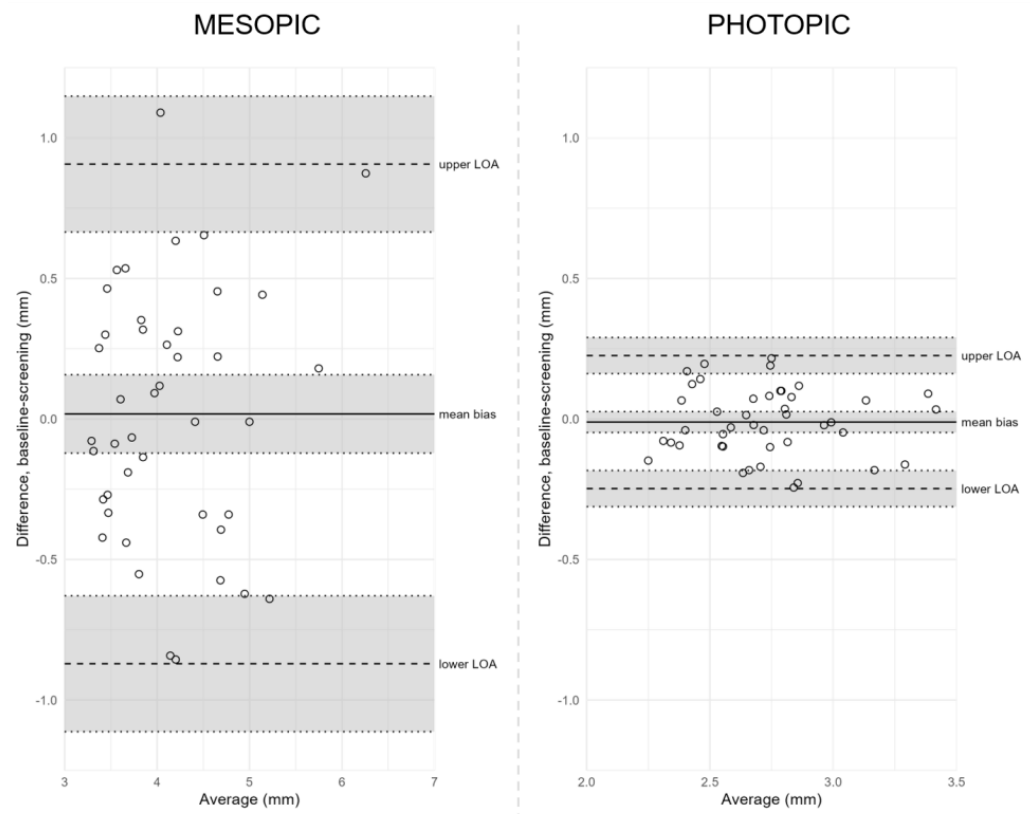 MESOPIC
Difference, baseline-screening (mm)
1.0
0.5
0.0
-0.5
-1.0
upper LOA
mean bias
lower LOA
3 4 5 6 7
Average (mm)
PHOTOPIC
Difference, baseline-screening (mm)
1.0
0.5
0.0
-0.5
-1.0
upper LOA
mean bias
lower LOA
2.0 2.5 3.0 3.5
Average (mm)